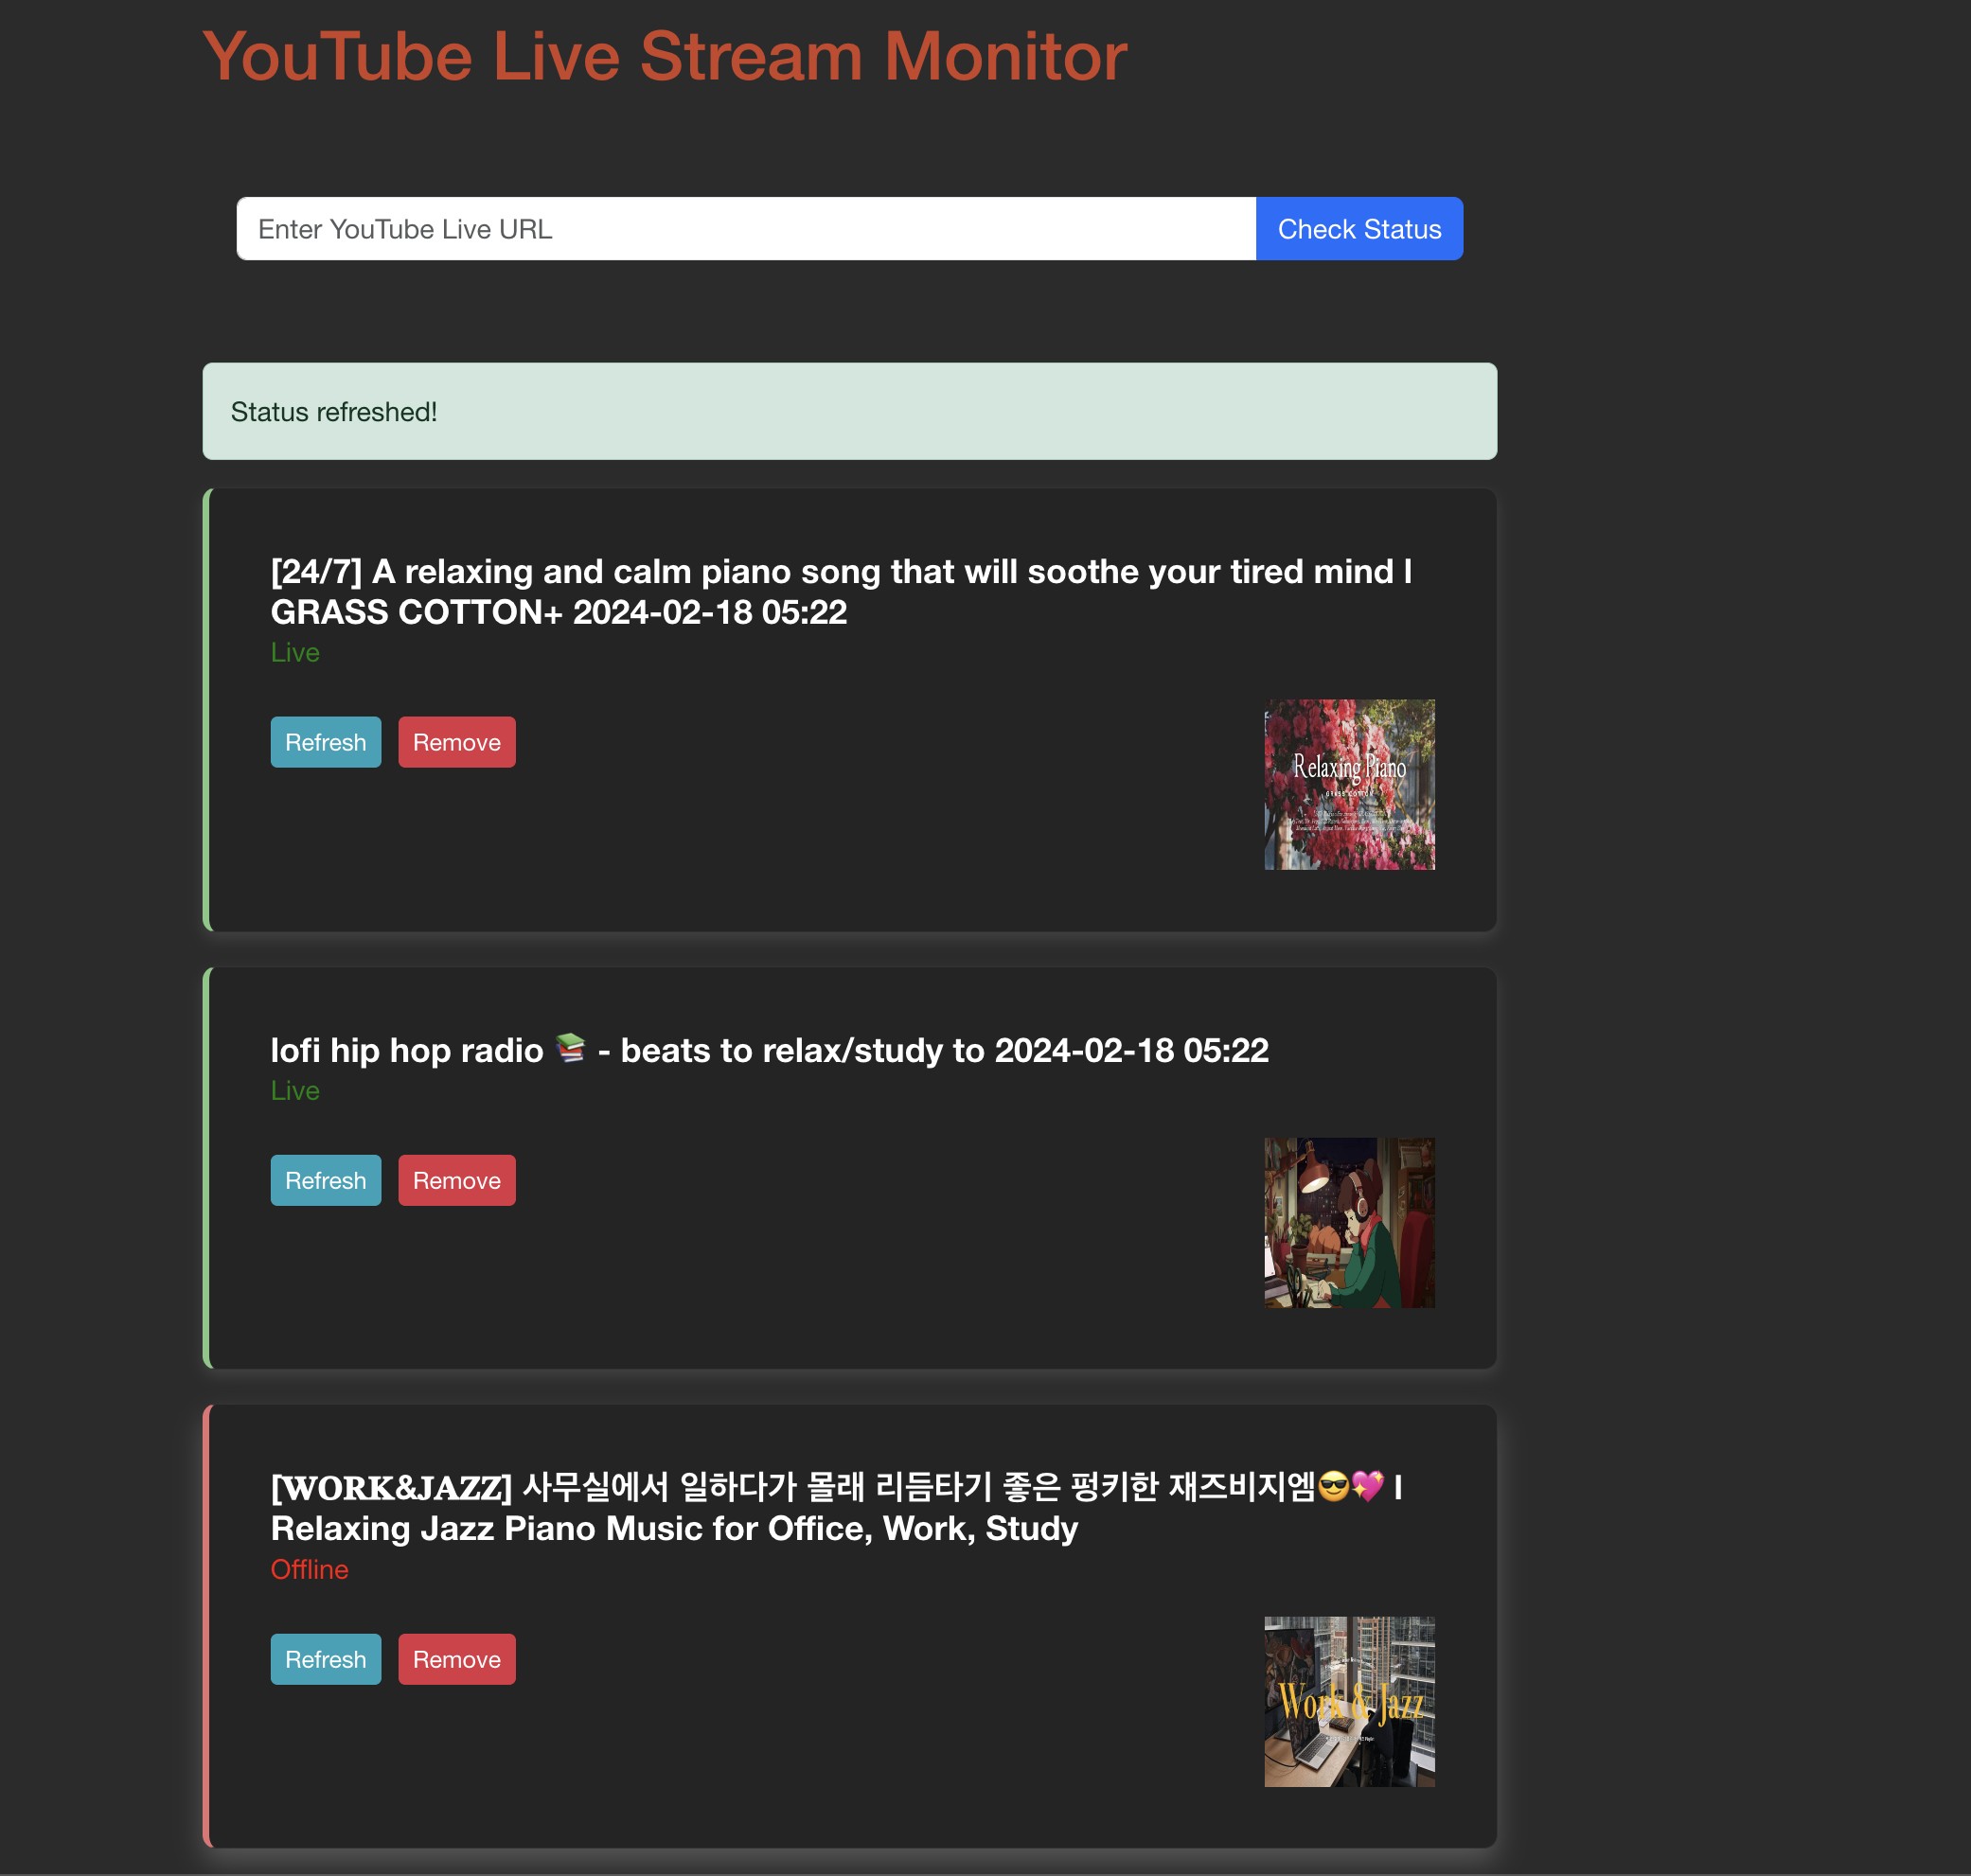 YouTube Live Stream Monitor
Enter YouTube Live URL
Check Status
Status refreshed!
[24/7] A relaxing and calm piano song that will soothe your tired mind l
GRASS COTTON+ 2024-02-18 05:22
Live
Refresh
Remove
Relaxing Piano
GRASS COTTON
lofi hip hop radio 📚 - beats to relax/study to 2024-02-18 05:22
Live
Refresh
Remove
[𝐖𝐎𝐑𝐊&𝐉𝐀𝐙𝐙] 사무실에서 일하다가 몰래 리듬타기 좋은 펑키한 재즈비지엠😎💖 l
Relaxing Jazz Piano Music for Office, Work, Study
Offline
Refresh
Remove
Work & Jazz